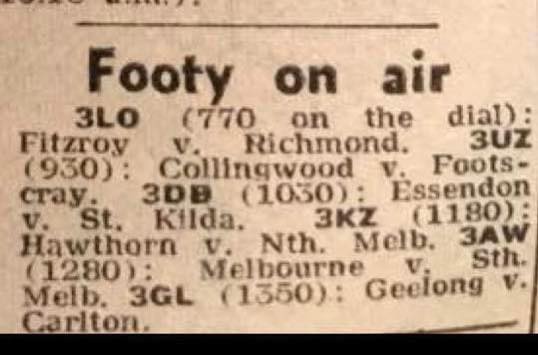 Footy on air
3LO (770 on the dial):
Fitzroy v. Richmond. 3UZ
(930): Collingwood v. Foots-
cray. 3DB (1030): Essendon
v. St. Kilda. 3KZ (1180):
Hawthorn v. Nth. Melb. 3AW
(1280): Melbourne v. Sth.
Melb. 3GL (1350): Geelong v.
Carlton.